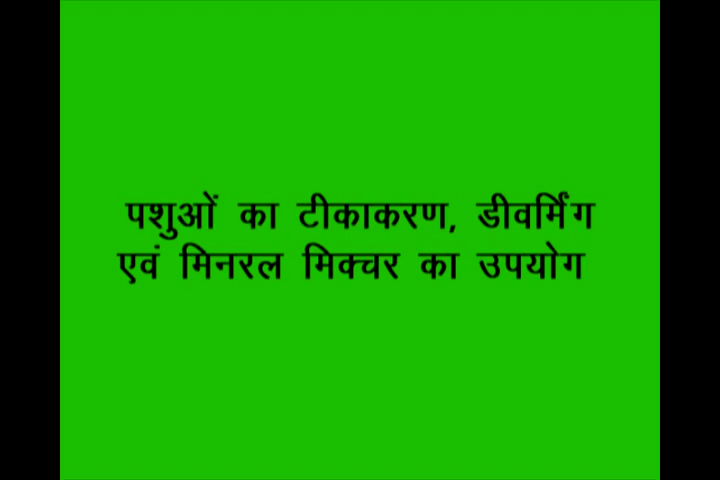 पशुओं का टीकाकरण, डीवर्मिंग
एवं मिनरल मिक्चर का उपयोग